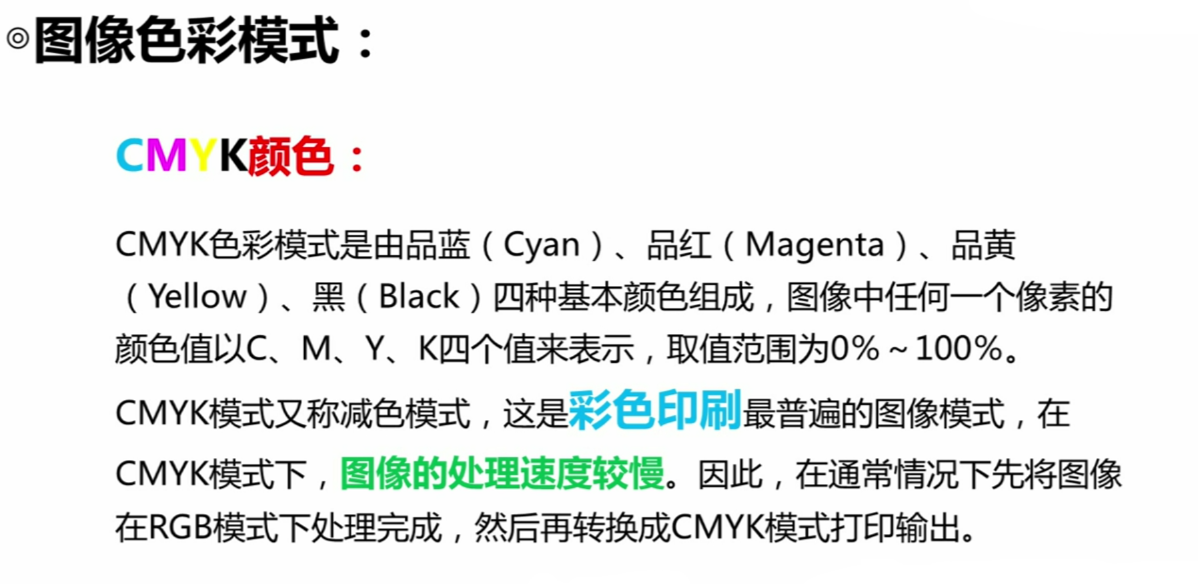 ◎图像色彩模式：
CMYK颜色：
CMYK色彩模式是由品蓝（Cyan）、品红（Magenta）、品黄
（Yellow）、黑（Black）四种基本颜色组成，图像中任何一个像素的
颜色值以C、M、Y、K四个值来表示，取值范围为0%～100%。
CMYK模式又称减色模式，这是彩色印刷最普遍的图像模式，在
CMYK模式下，图像的处理速度较慢。因此，在通常情况下先将图像
在RGB模式下处理完成，然后再转换成CMYK模式打印输出。